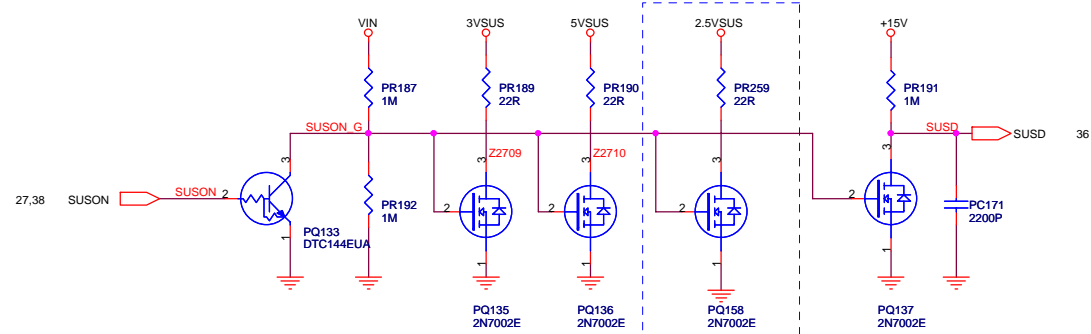 VIN 3VSUS 5VSUS 2.5VSUS +15V
PR187 1M
PR189 22R
PR190 22R
PR259 22R
PR191 1M
SUSON_G
SUSD
SUSD 36
3 Z2709
3 Z2710
3
3
3
27,38 SUSON
SUSON 2
2
2
2
2
PR192 1M
PC171 2200P
1
1
1
1
1
PQ133 DTC144EUA
PQ135 2N7002E
PQ136 2N7002E
PQ158 2N7002E
PQ137 2N7002E